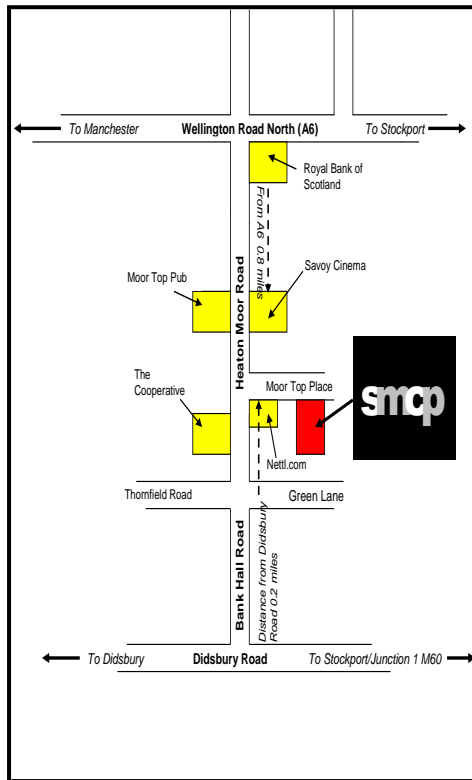 To Manchester
Wellington Road North (A6)
To Stockport
Royal Bank of
Scotland
From A6 0.8 miles
Savoy Cinema
Moor Top Pub
Heaton Moor Road
Moor Top Place
smcp
The
Cooperative
Nettl.com
Thornfield Road
Green Lane
Bank Hall Road
Distance from Didsbury
Road 0.2 miles
To Didsbury
Didsbury Road
To Stockport/Junction 1 M60